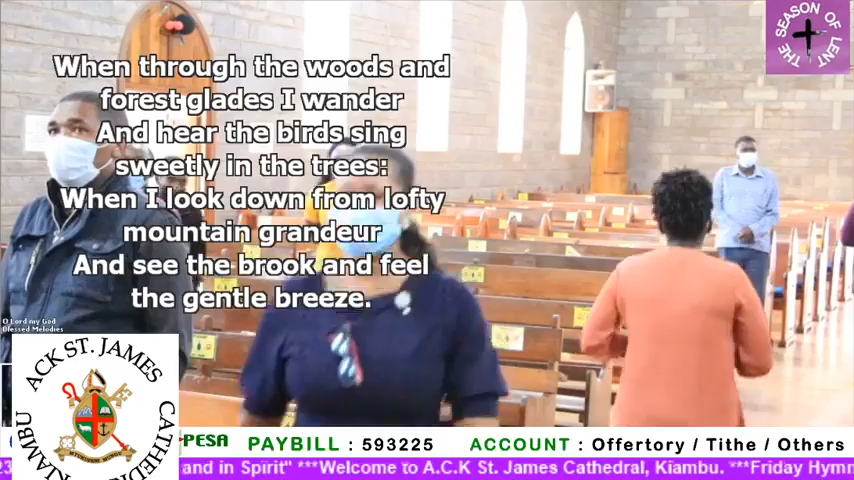 THE SEASON OF LENT
When through the woods and
forest glades I wander
And hear the birds sing
sweetly in the trees:
When I look down from lofty
mountain grandeur
And see the brook and feel
the gentle breeze.
O Lord my God
Blessed Melodies
ACK ST. JAMES CATHEDRAL
KIAMBU
-PESA PAYBILL : 593225 ACCOUNT : Offertory / Tithe / Others
and in Spirit" ***Welcome to A.C.K St. James Cathedral, Kiambu. ***Friday Hymn